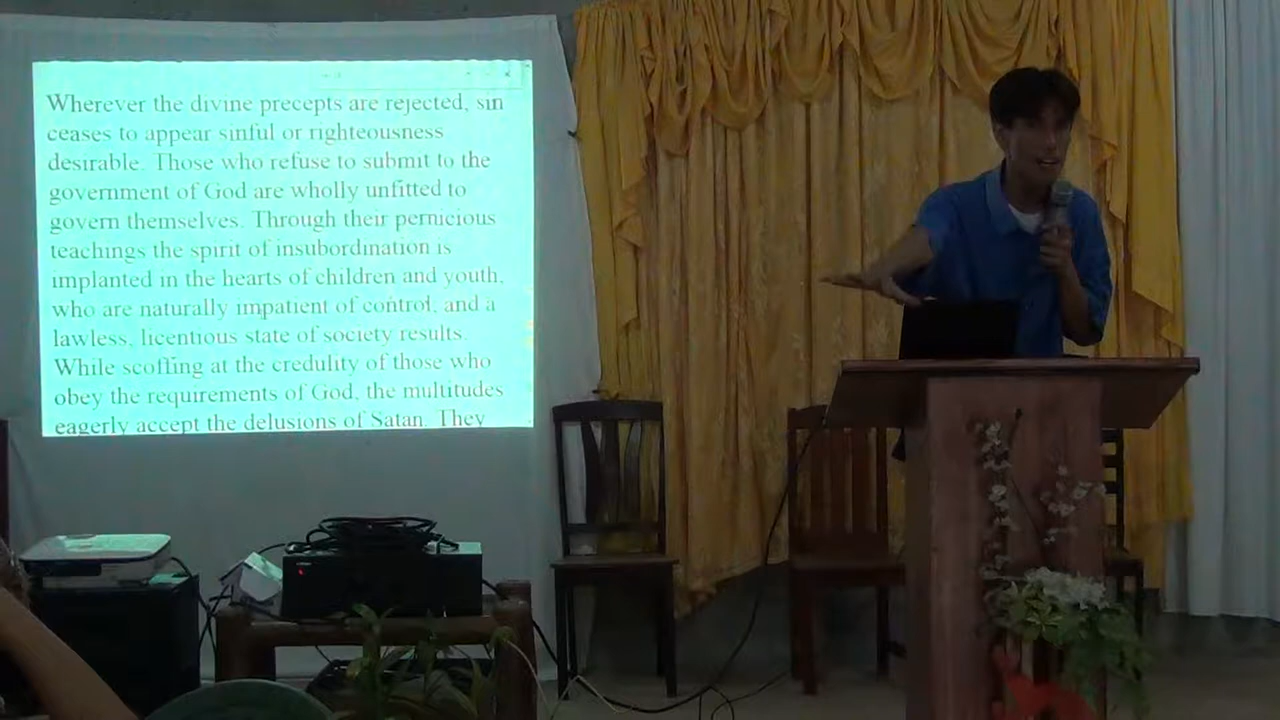 Wherever the divine precepts are rejected, sin
ceases to appear sinful or righteousness
desirable. Those who refuse to submit to the
government of God are wholly unfitted to
govern themselves. Through their pernicious
teachings the spirit of insubordination is
implanted in the hearts of children and youth,
who are naturally impatient of control, and a
lawless, licentious state of society results.
While scoffing at the credulity of those who
obey the requirements of God, the multitudes
eagerly accept the delusions of Satan. They